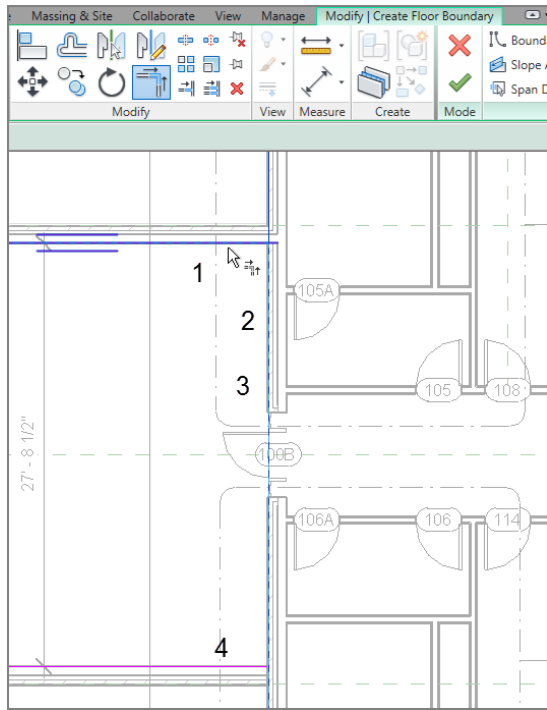 Massing & Site Collaborate View Manage Modify | Create Floor Boundary
Bound
Slope A
Span D
Modify View Measure Create Mode
1
105A
2
3
105 108
27' - 8 1/2"
100B
106A 106 114
4